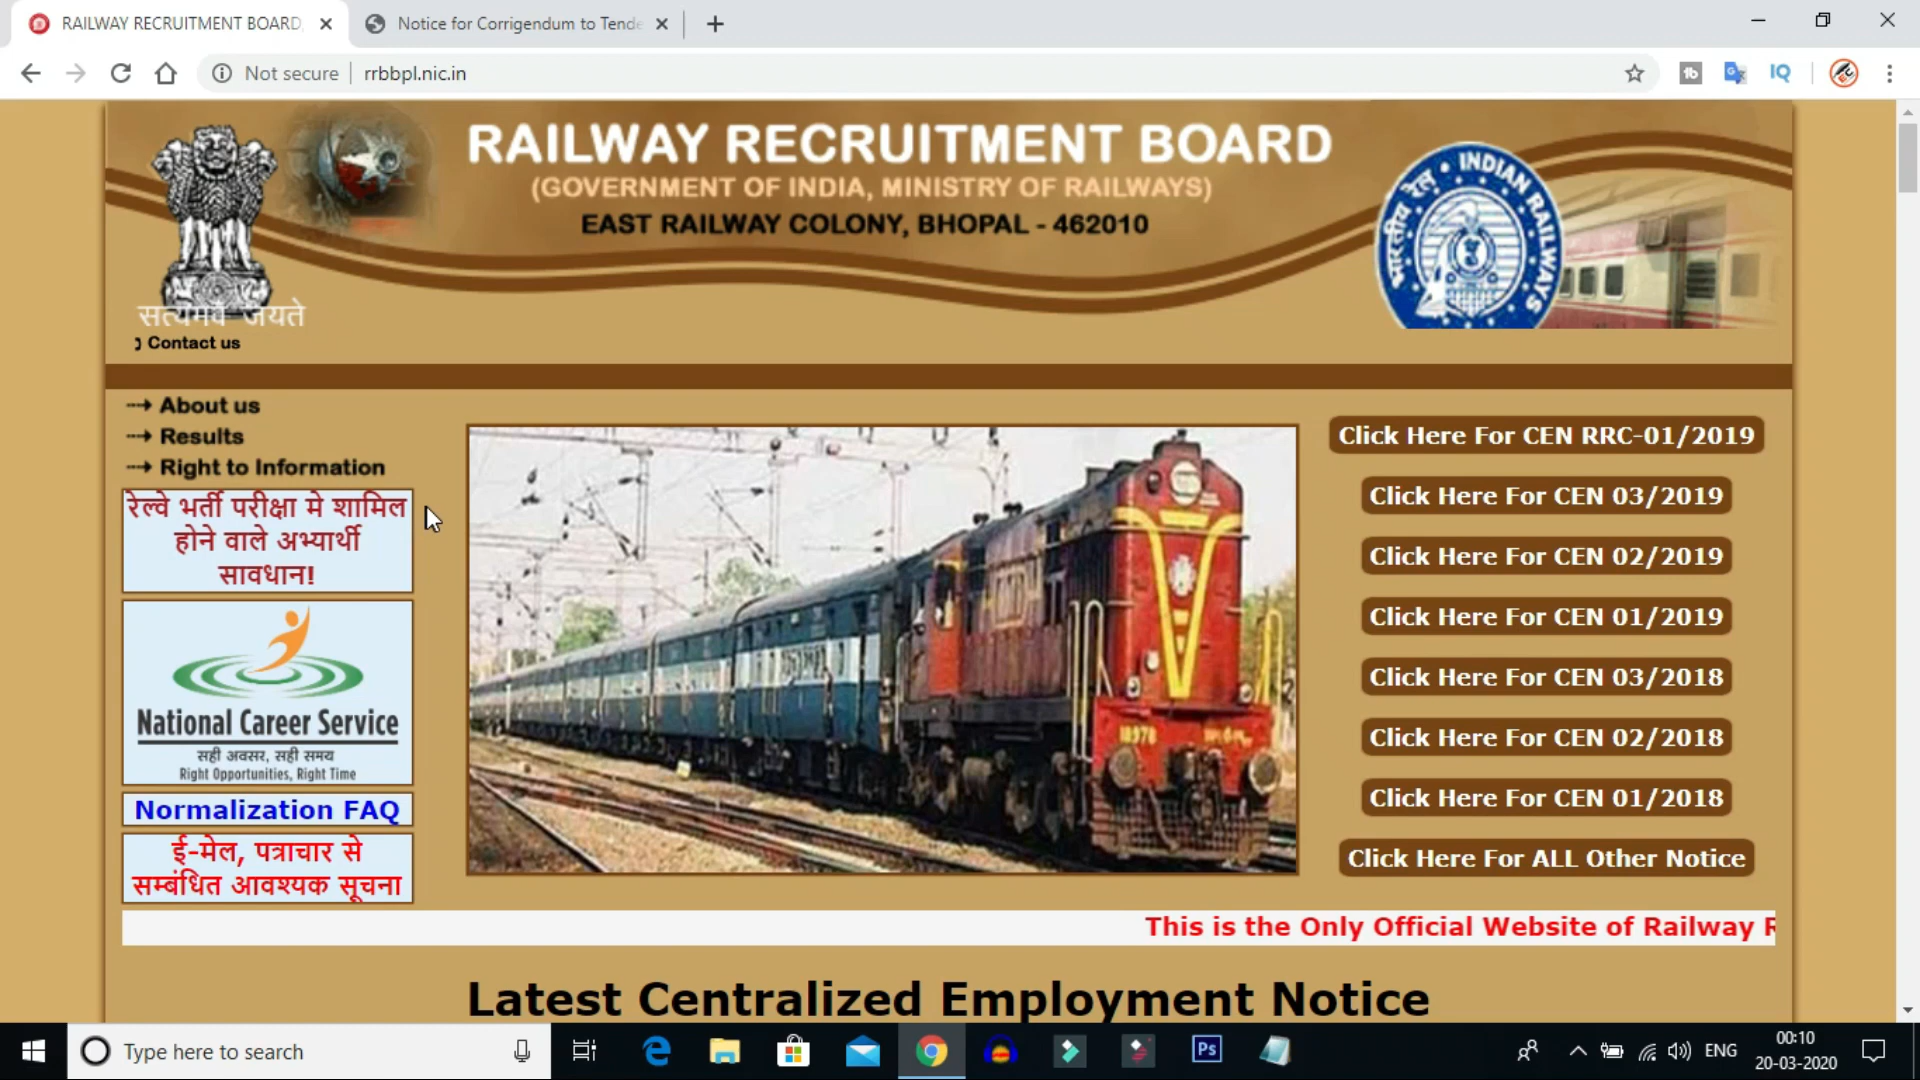 RAILWAY RECRUITMENT BOARD
Notice for Corrigendum to Tende
Not secure
rrbbpl.nic.in
RAILWAY RECRUITMENT BOARD
(GOVERNMENT OF INDIA, MINISTRY OF RAILWAYS)
EAST RAILWAY COLONY, BHOPAL - 462010
सत्यमेव जयते
भारतीय रेल • INDIAN RAILWAYS
Contact us
About us
Results
Right to Information
रेल्वे भर्ती परीक्षा मे शामिल
होने वाले अभ्यार्थी
सावधान!
National Career Service
सही अवसर, सही समय
Right Opportunities, Right Time
Normalization FAQ
ई-मेल, पत्राचार से
सम्बंधित आवश्यक सूचना
Click Here For CEN RRC-01/2019
Click Here For CEN 03/2019
Click Here For CEN 02/2019
Click Here For CEN 01/2019
Click Here For CEN 03/2018
Click Here For CEN 02/2018
Click Here For CEN 01/2018
Click Here For ALL Other Notice
This is the Only Official Website of Railway R
Latest Centralized Employment Notice
Type here to search
Ps
ENG
00:10
20-03-2020